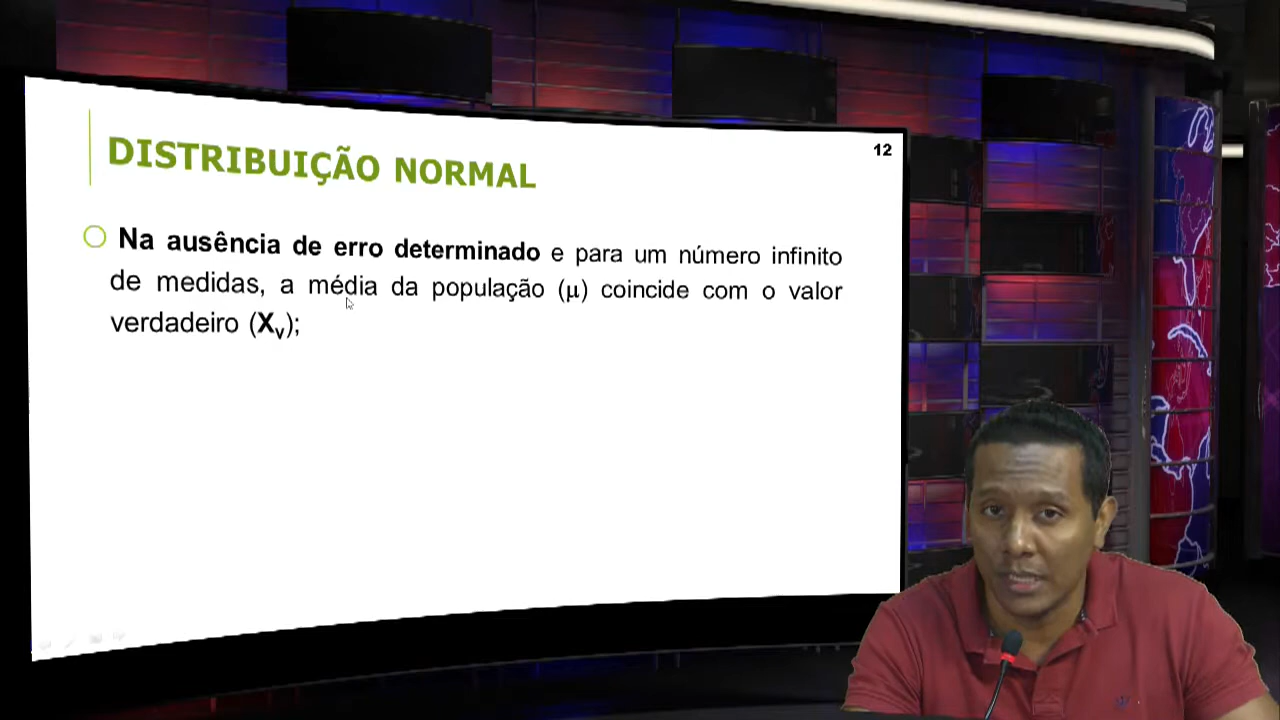 DISTRIBUIÇÃO NORMAL
12
Na ausência de erro determinado e para um número infinito
de medidas, a média da população (μ) coincide com o valor
verdadeiro (Xv);